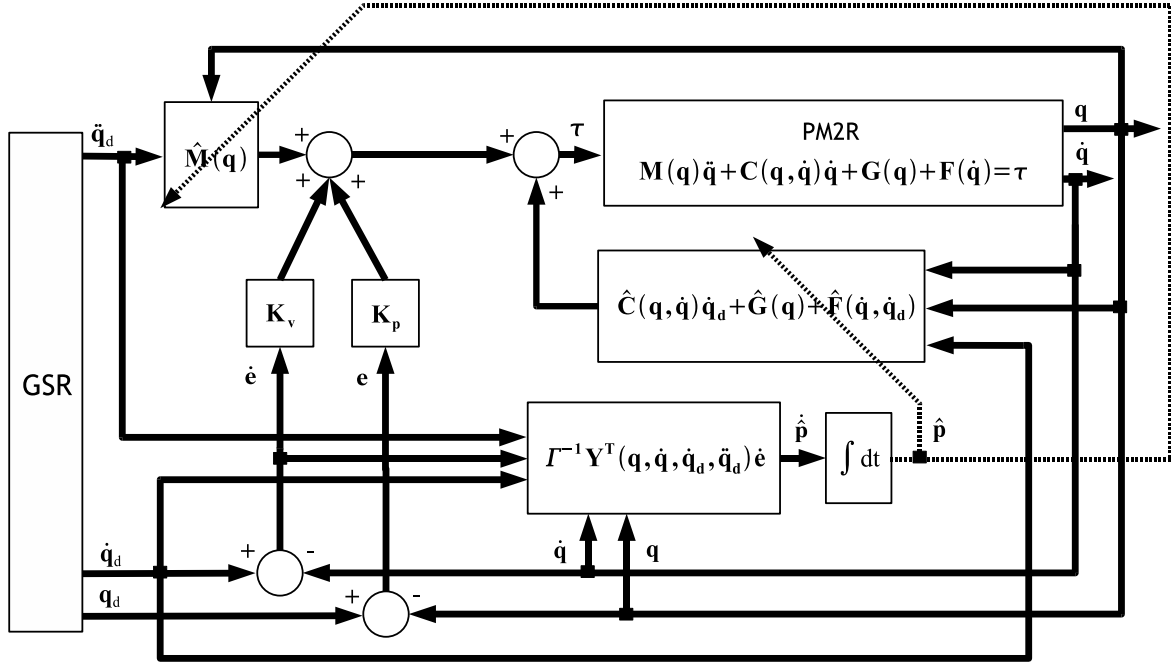 q̈d
M̂(q)
+
+
+
+
+
τ
PM2R
M(q)q̈+C(q,q̇)q̇+G(q)+F(q̇)=τ
q
q̇
Kv
Kp
Ĉ(q,q̇)q̇d+Ĝ(q)+F̂(q̇,q̇d)
GSR
ė
e
Γ⁻¹Yᵀ(q,q̇,q̇d,q̈d)ė
p̂̇
∫dt
p̂
q̇d
+
-
q̇
q
qd
+
-